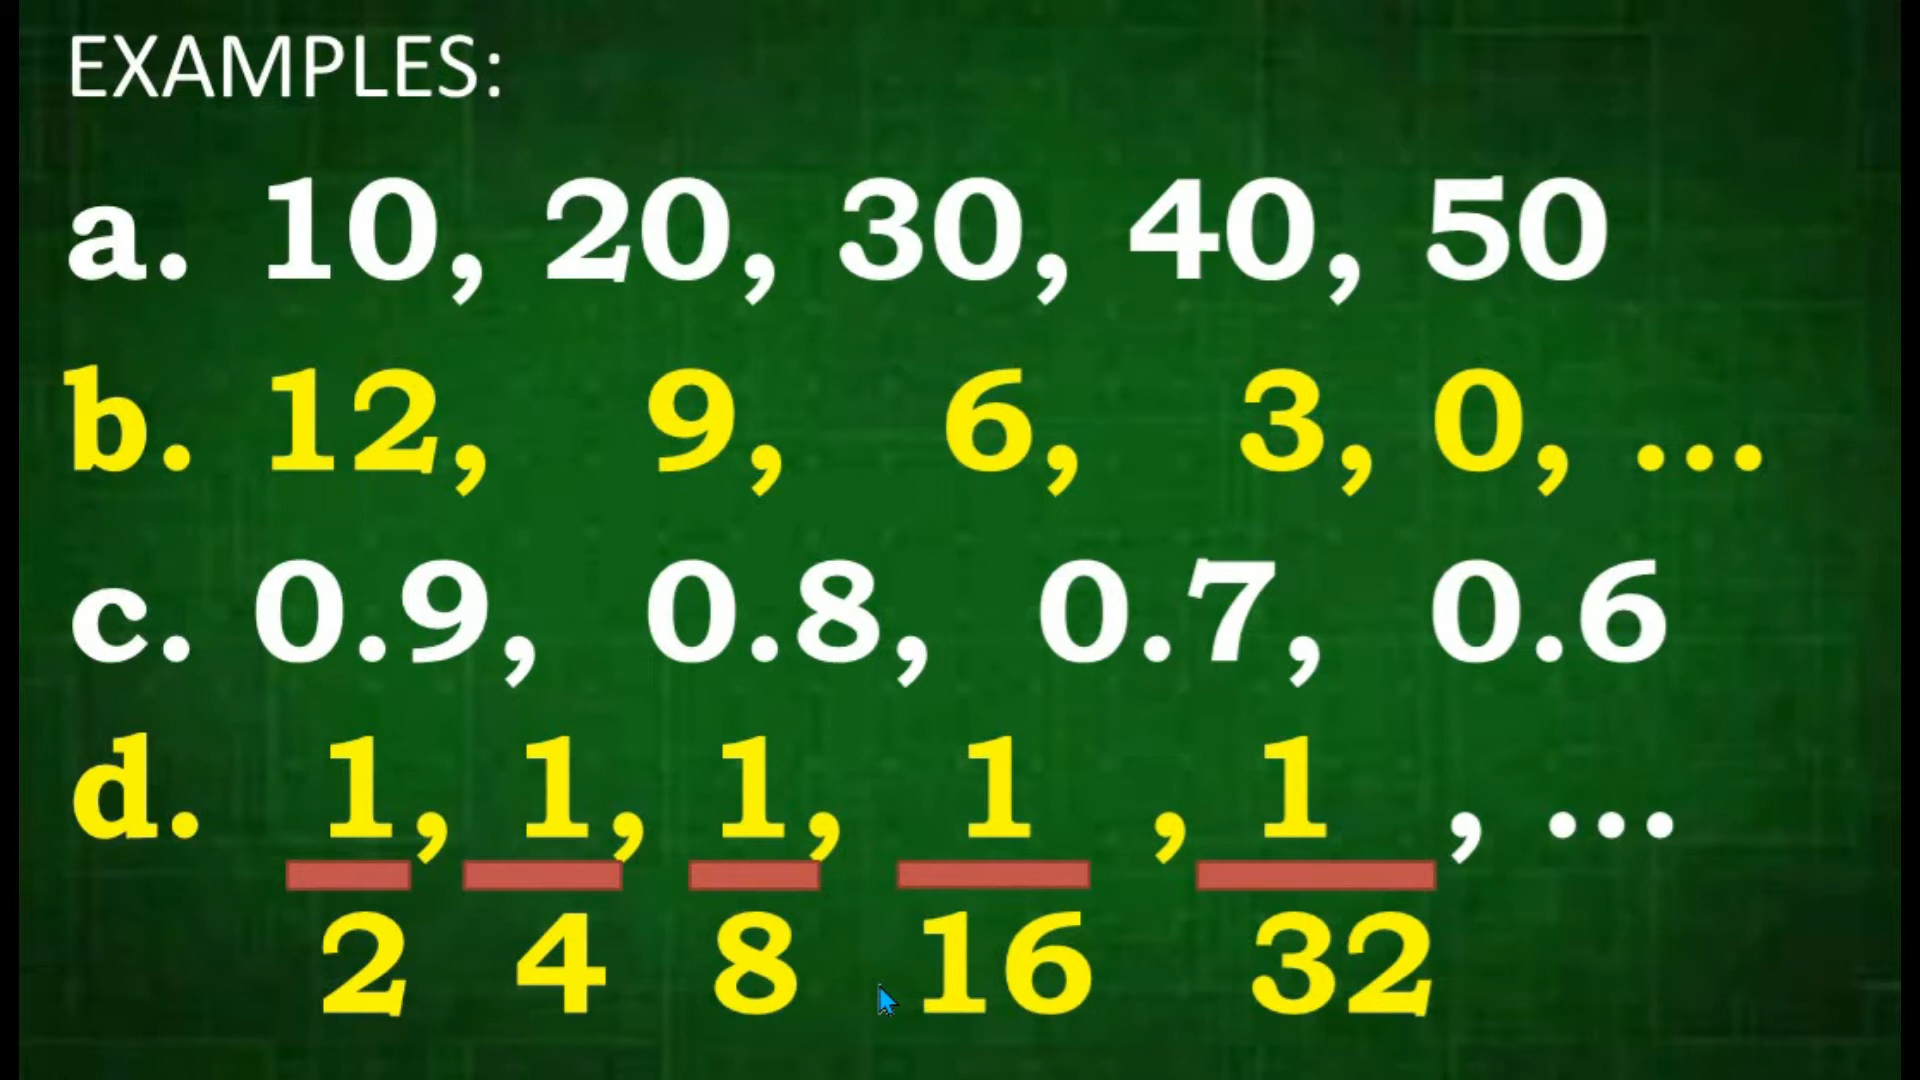 EXAMPLES:
a. 10, 20, 30, 40, 50
b. 12, 9, 6, 3, 0, ...
c. 0.9, 0.8, 0.7, 0.6
d. 1, 1, 1, 1 , 1 , ...
2 4 8 16 32